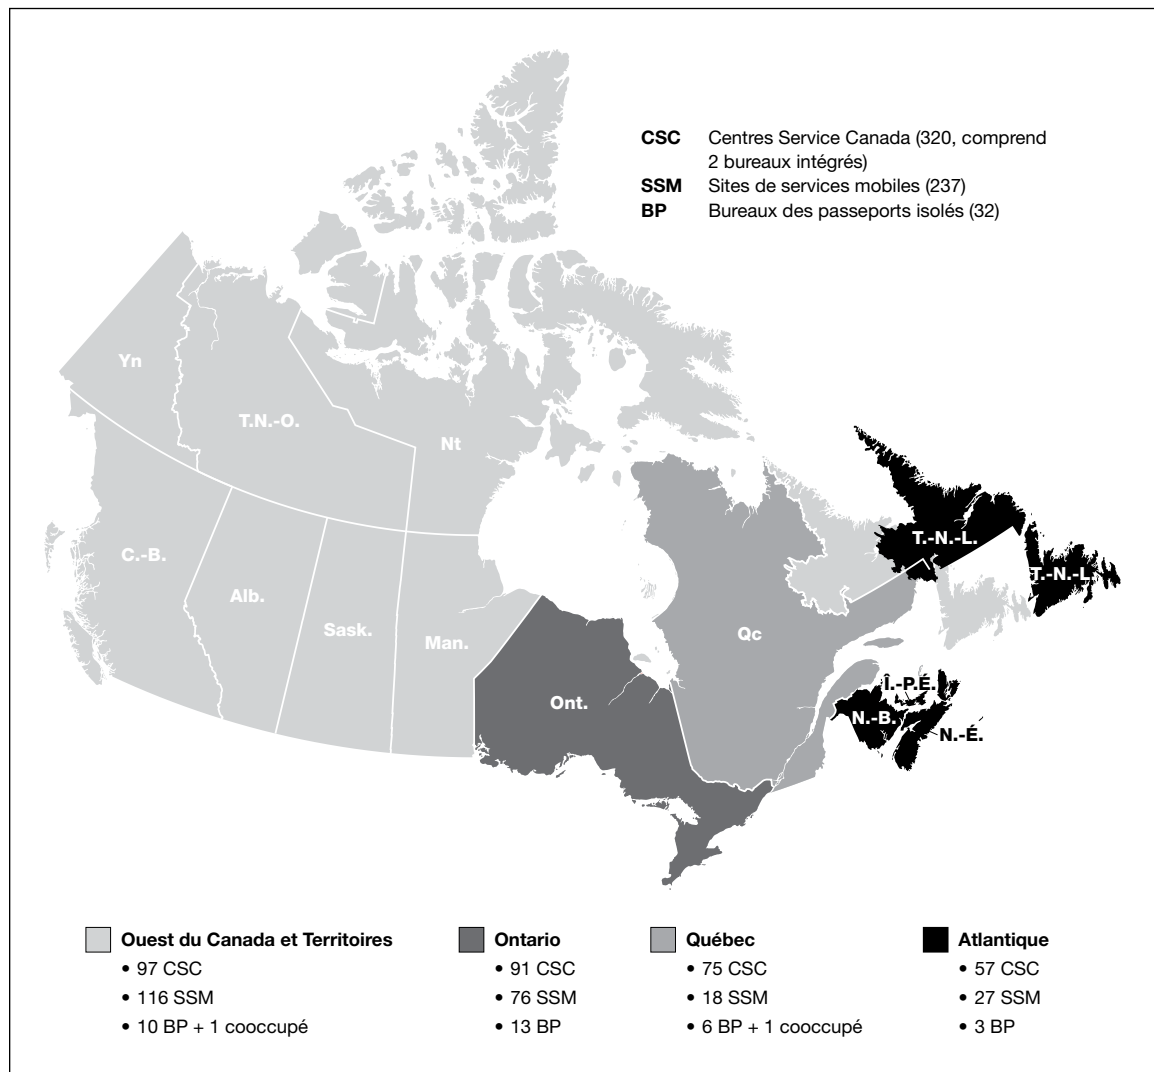 CSC Centres Service Canada (320, comprend
2 bureaux intégrés)
SSM Sites de services mobiles (237)
BP Bureaux des passeports isolés (32)
Yn
T.N.-O.
Nt
C.-B.
Alb.
Sask.
Man.
Ont.
Qc
T.-N.-L.
T.-N.-L.
Î.-P.É.
N.-B.
N.-É.
Ouest du Canada et Territoires
• 97 CSC
• 116 SSM
• 10 BP + 1 cooccupé
Ontario
• 91 CSC
• 76 SSM
• 13 BP
Québec
• 75 CSC
• 18 SSM
• 6 BP + 1 cooccupé
Atlantique
• 57 CSC
• 27 SSM
• 3 BP